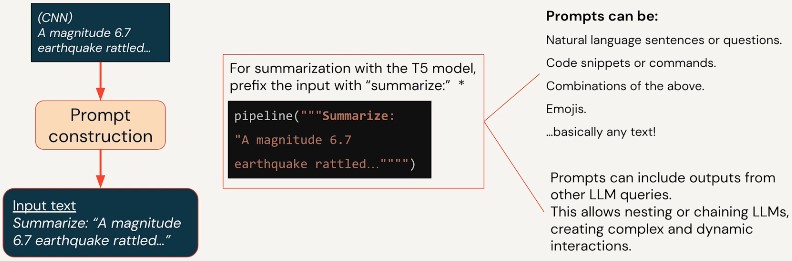 (CNN)
A magnitude 6.7
earthquake rattled...
Prompt
construction
Input text
Summarize: “A magnitude
6.7 earthquake rattled...”
For summarization with the T5 model,
prefix the input with “summarize:” *
pipeline("""Summarize:
"A magnitude 6.7
earthquake rattled...."""")
Prompts can be:
Natural language sentences or questions.
Code snippets or commands.
Combinations of the above.
Emojis.
...basically any text!
Prompts can include outputs from
other LLM queries.
This allows nesting or chaining LLMs,
creating complex and dynamic
interactions.